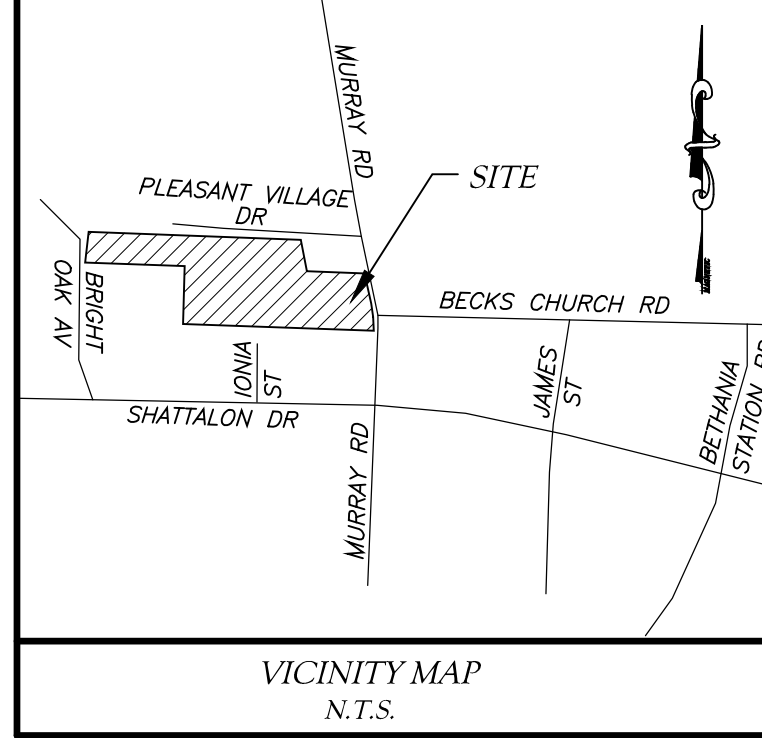 MURRAY RD
SITE
PLEASANT VILLAGE
DR
BRIGHT
OAK AV
BECKS CHURCH RD
IONIA
ST
JAMES
ST
BETHANIA
STATION
SHATTALON DR
MURRAY RD
VICINITY MAP
N.T.S.